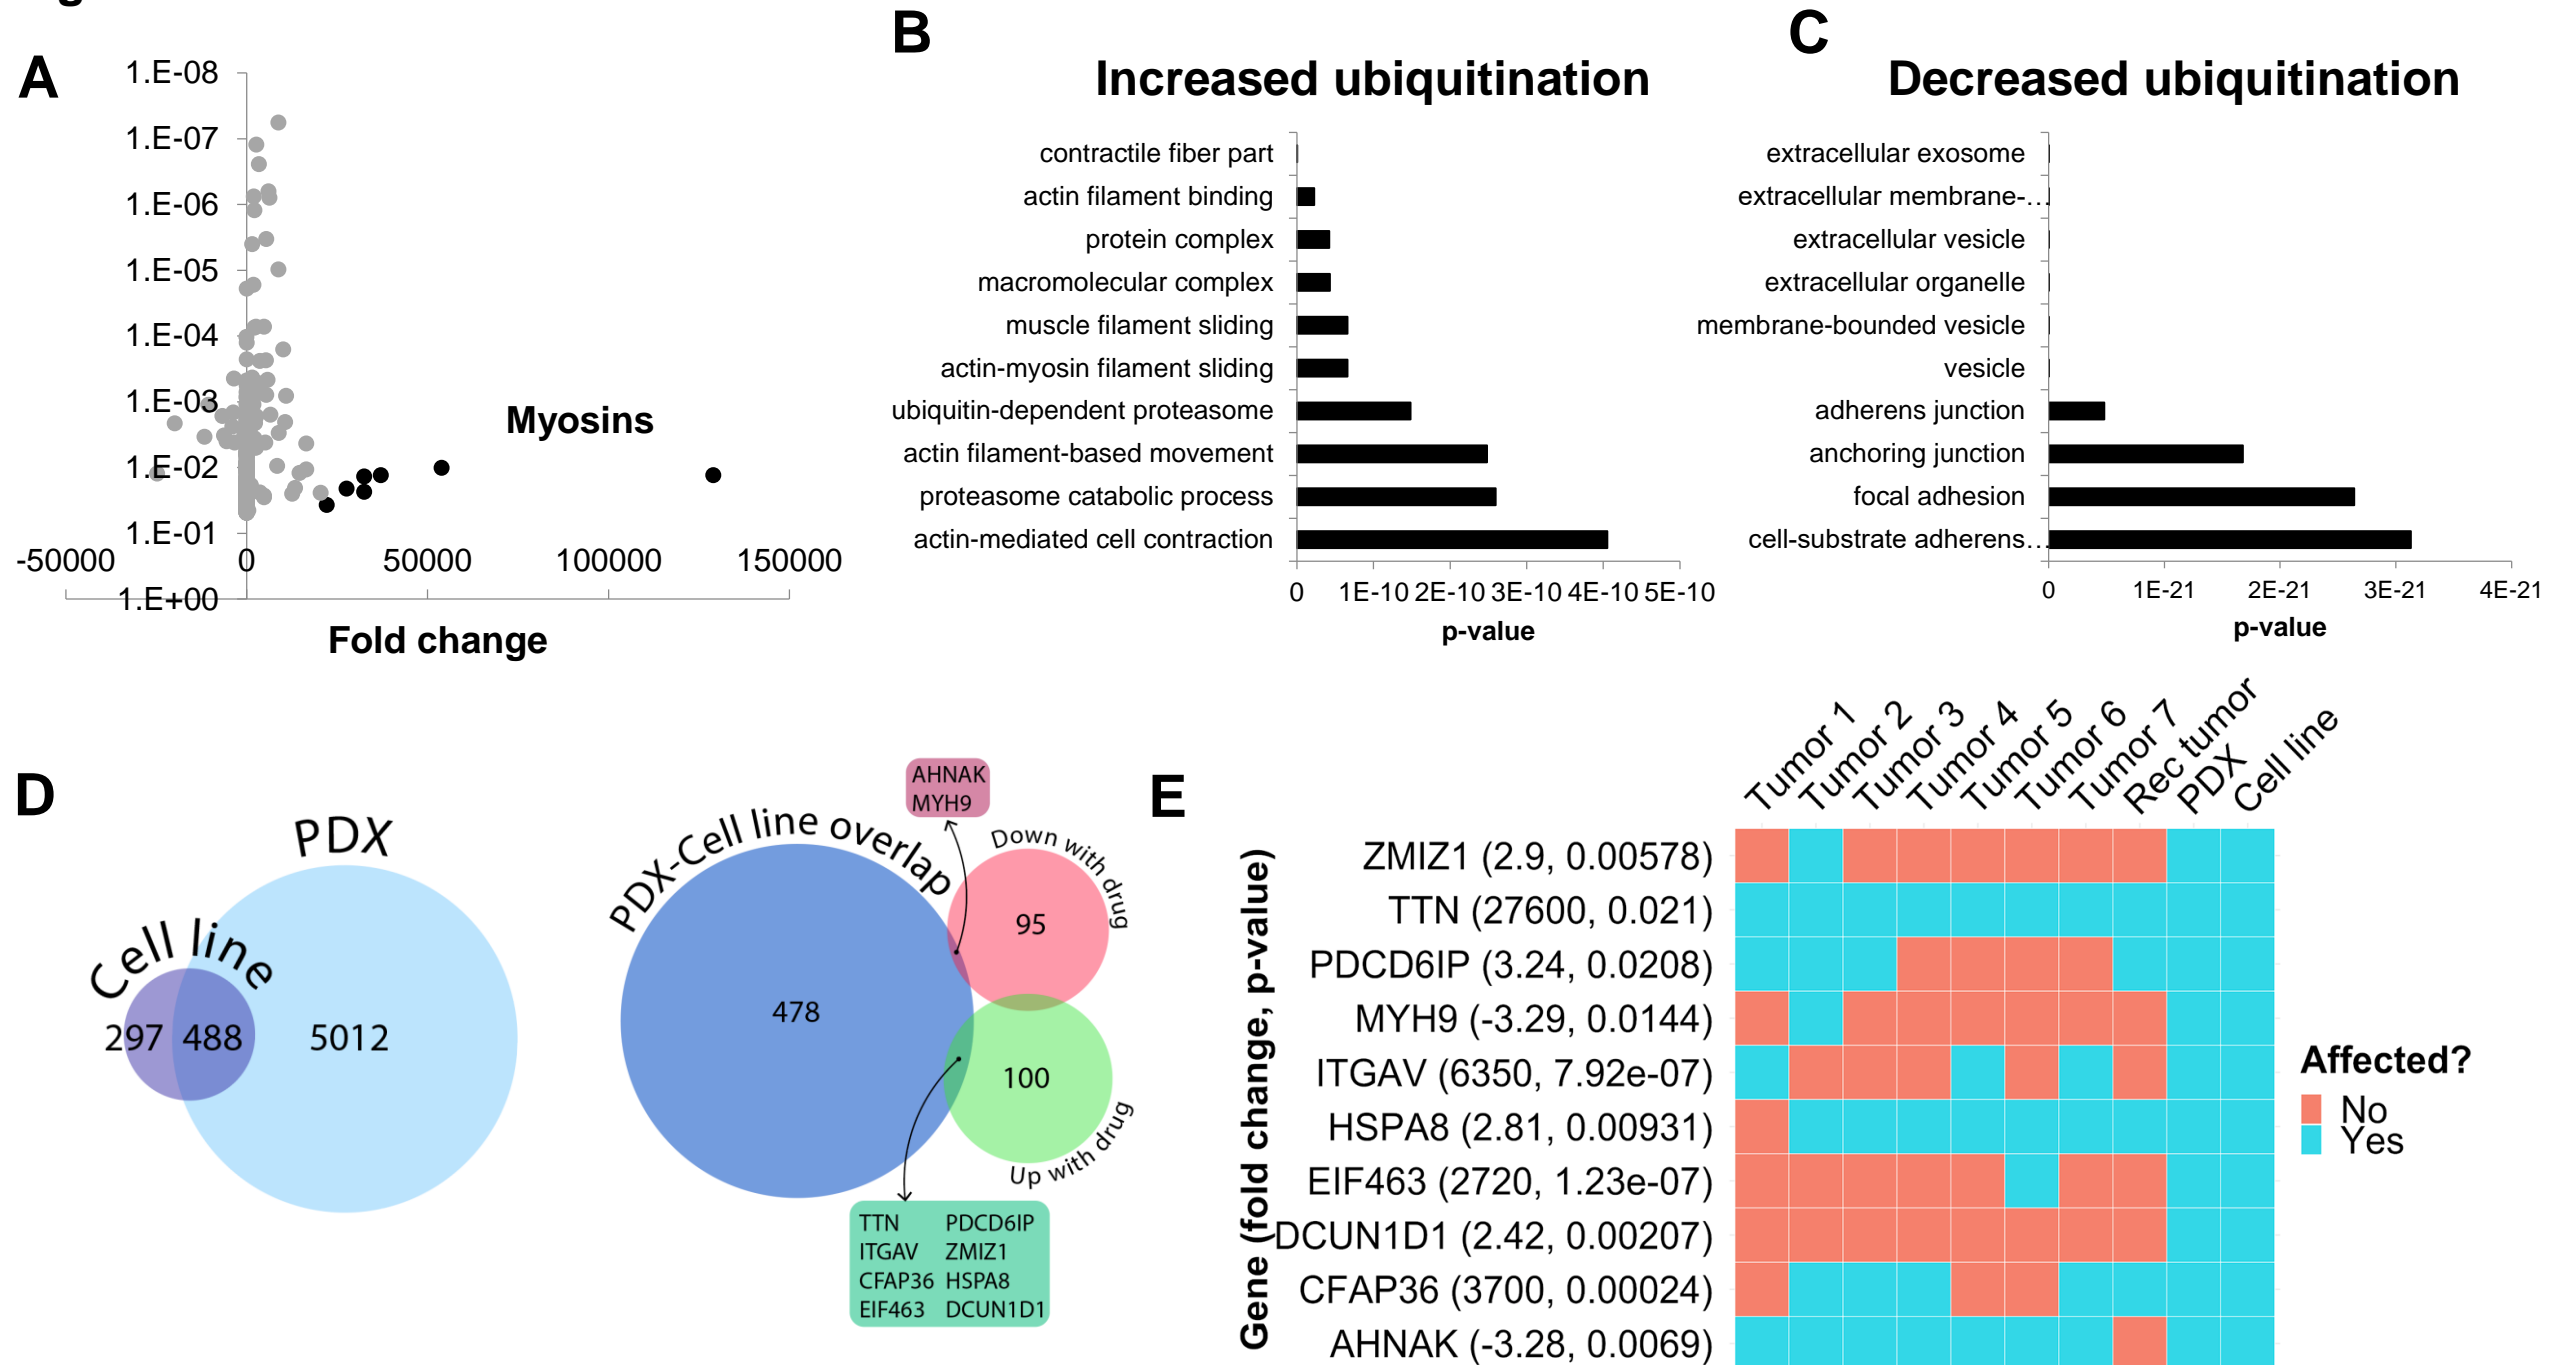 A
1.E-08
1.E-07
1.E-06
1.E-05
1.E-04
1.E-03
1.E-02
1.E-01
1.E+00
-50000
0
50000
100000
150000
Myosins
Fold change
B
Increased ubiquitination
contractile fiber part
actin filament binding
protein complex
macromolecular complex
muscle filament sliding
actin-myosin filament sliding
ubiquitin-dependent proteasome
actin filament-based movement
proteasome catabolic process
actin-mediated cell contraction
0 1E-10 2E-10 3E-10 4E-10 5E-10
p-value
C
Decreased ubiquitination
extracellular exosome
extracellular membrane-…
extracellular vesicle
extracellular organelle
membrane-bounded vesicle
vesicle
adherens junction
anchoring junction
focal adhesion
cell-substrate adherens…
0 1E-21 2E-21 3E-21 4E-21
p-value
D
PDX
Cell line
297 488 5012
PDX-Cell line overlap
478
AHNAK
MYH9
Down with drug
95
100
Up with drug
TTN PDCD6IP
ITGAV ZMIZ1
CFAP36 HSPA8
EIF463 DCUN1D1
E
Tumor 1
Tumor 2
Tumor 3
Tumor 4
Tumor 5
Tumor 6
Tumor 7
Rec tumor
PDX
Cell line
Gene (fold change, p-value)
ZMIZ1 (2.9, 0.00578)
TTN (27600, 0.021)
PDCD6IP (3.24, 0.0208)
MYH9 (-3.29, 0.0144)
ITGAV (6350, 7.92e-07)
HSPA8 (2.81, 0.00931)
EIF463 (2720, 1.23e-07)
DCUN1D1 (2.42, 0.00207)
CFAP36 (3700, 0.00024)
AHNAK (-3.28, 0.0069)
Affected?
No
Yes